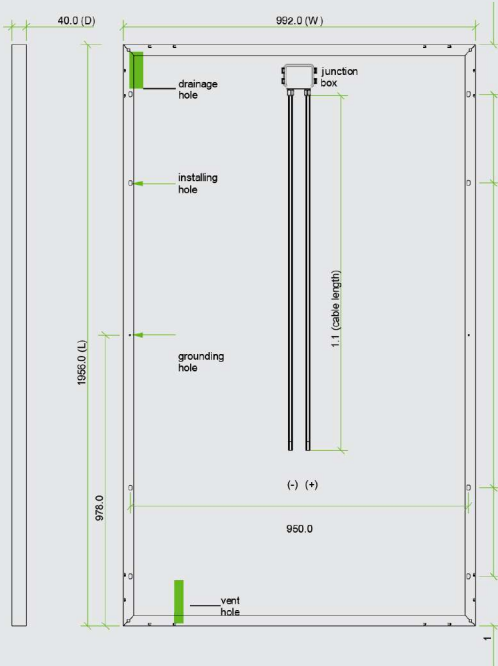 40.0 (D)
992.0 (W)
junction
box
drainage
hole
installing
hole
1.1 (cable length)
grounding
hole
1956.0 (L)
978.0
(-) (+)
950.0
vent
hole
1